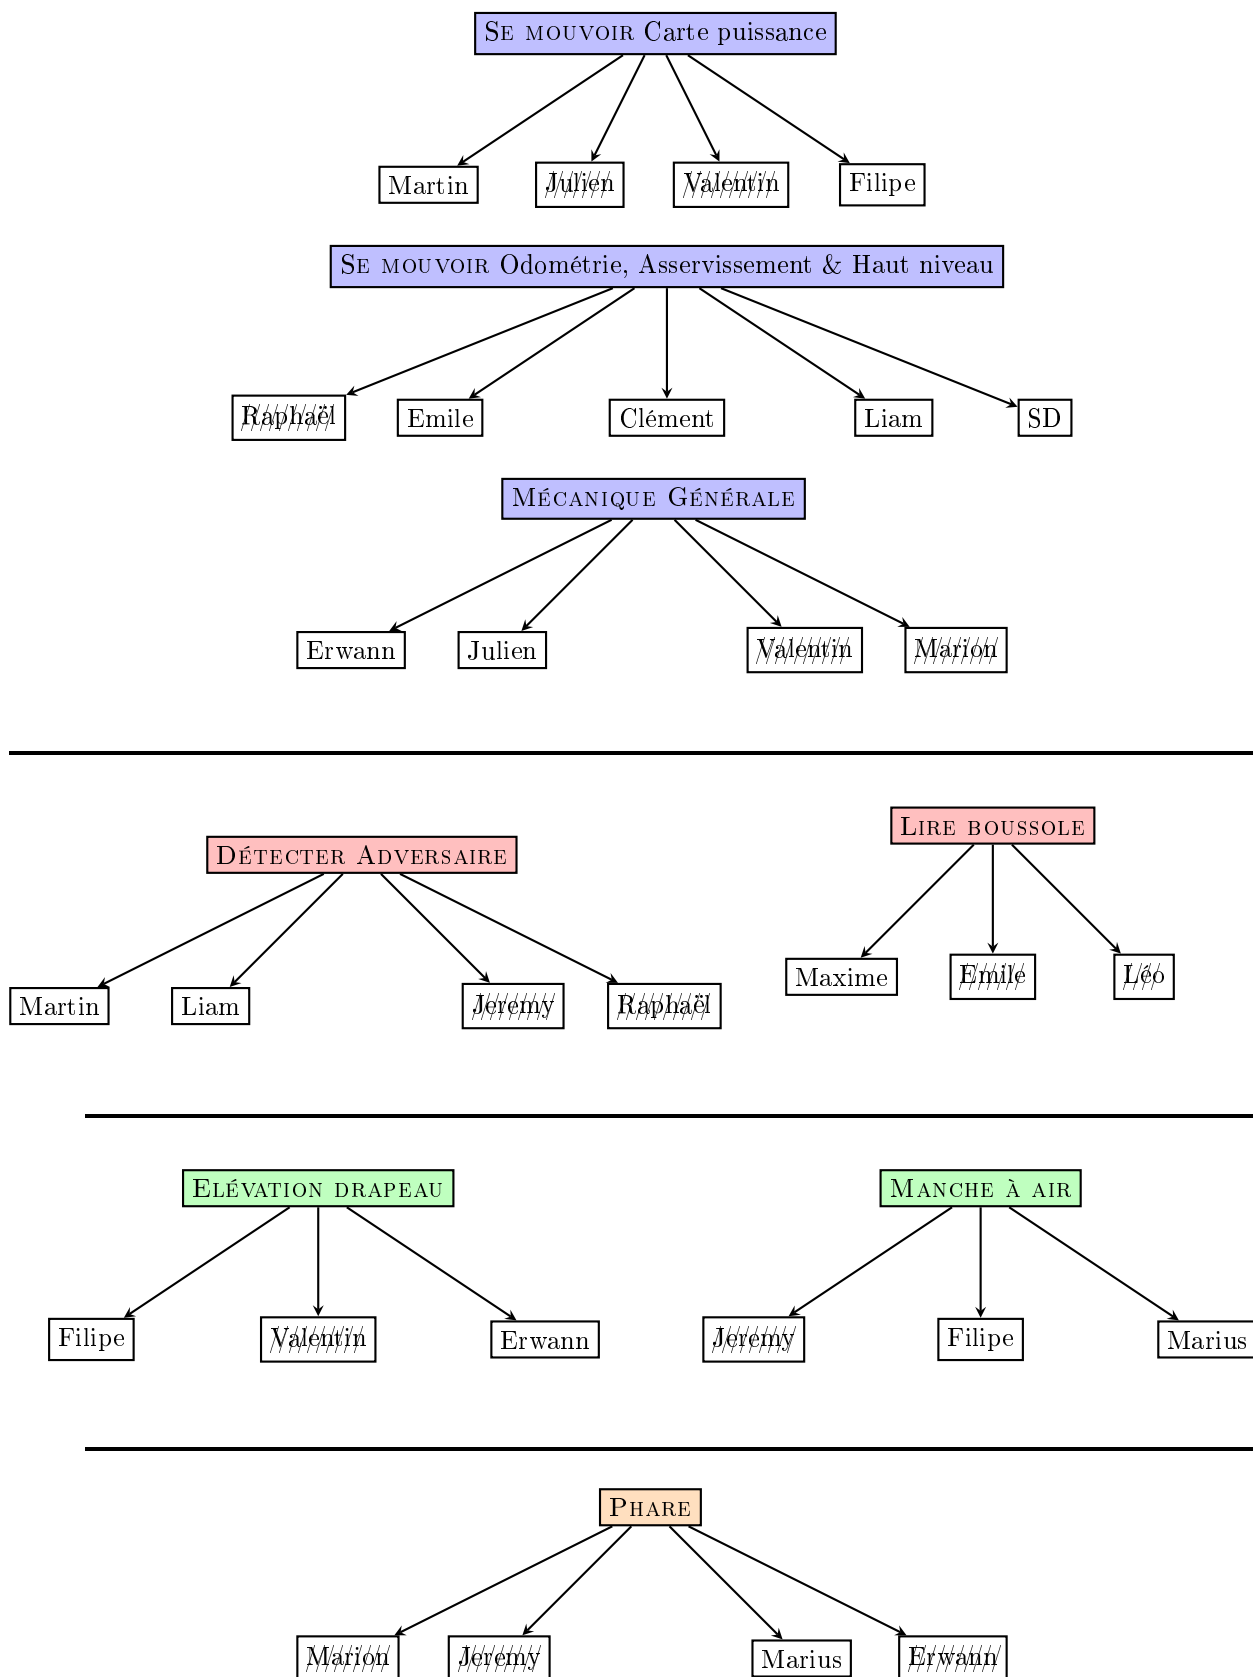 Se mouvoir Carte puissance
Martin
Julien
Valentin
Filipe
Se mouvoir Odométrie, Asservissement & Haut niveau
Raphaël
Emile
Clément
Liam
SD
Mécanique Générale
Erwann
Julien
Valentin
Marion
Détecter Adversaire
Martin
Liam
Jeremy
Raphaël
Lire boussole
Maxime
Emile
Léo
Elévation drapeau
Filipe
Valentin
Erwann
Manche à air
Jeremy
Filipe
Marius
Phare
Marion
Jeremy
Marius
Erwann